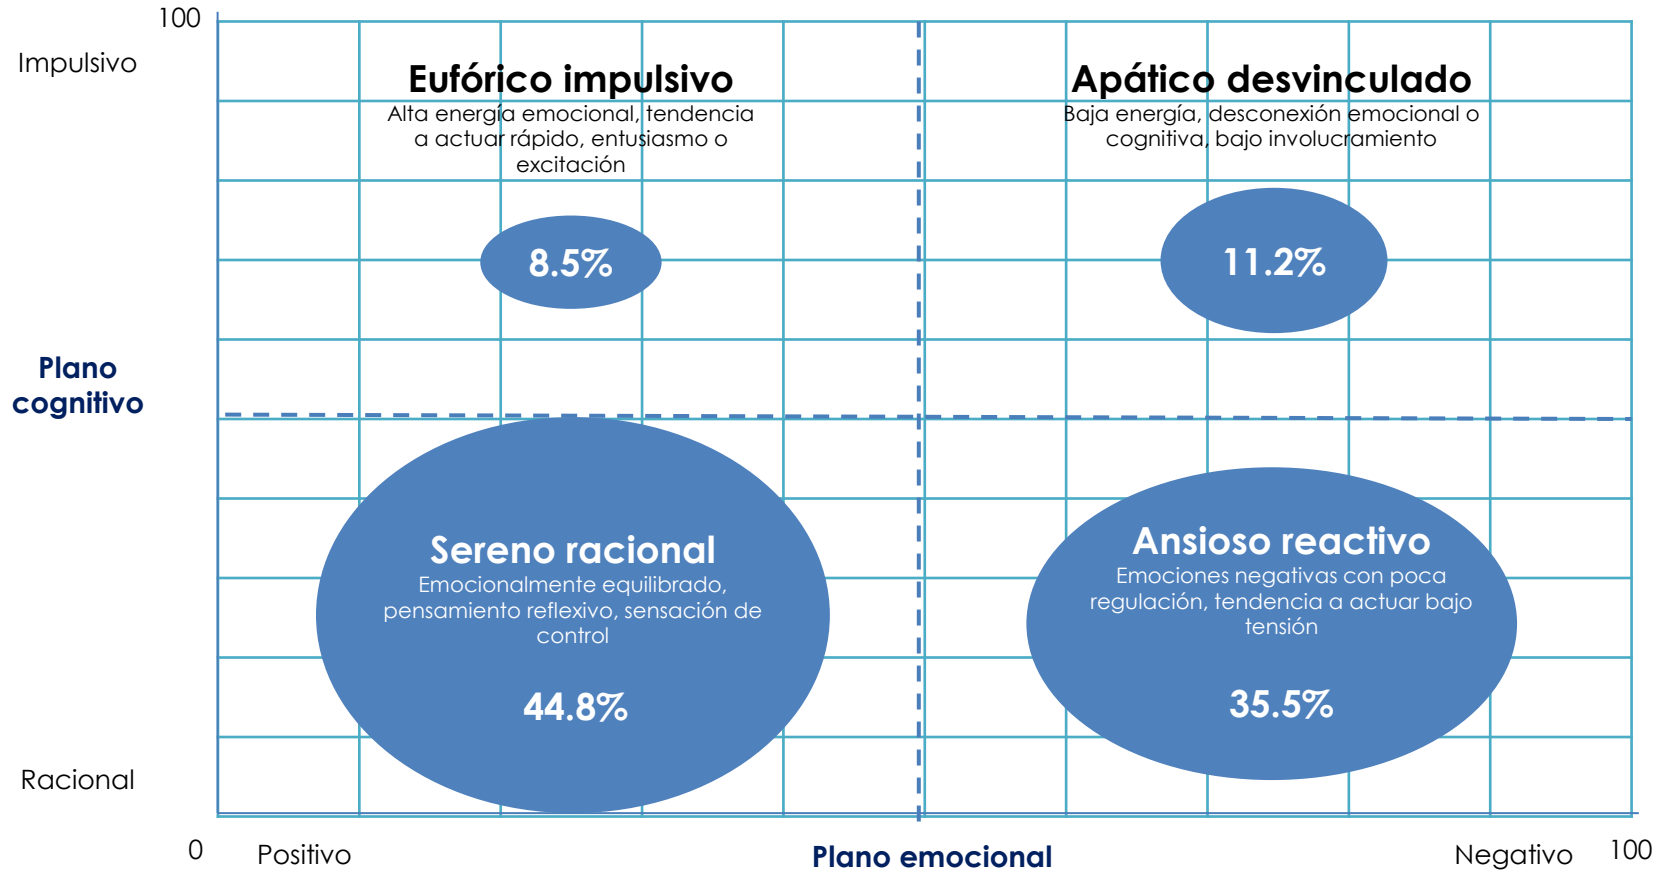 100
Impulsivo
Eufórico impulsivo
Alta energía emocional, tendencia
a actuar rápido, entusiasmo o
excitación
Apático desvinculado
Baja energía, desconexión emocional o
cognitiva, bajo involucramiento
8.5%
11.2%
Plano
cognitivo
Sereno racional
Emocionalmente equilibrado,
pensamiento reflexivo, sensación de
control
44.8%
Ansioso reactivo
Emociones negativas con poca
regulación, tendencia a actuar bajo
tensión
35.5%
Racional
0
Positivo
Plano emocional
Negativo
100